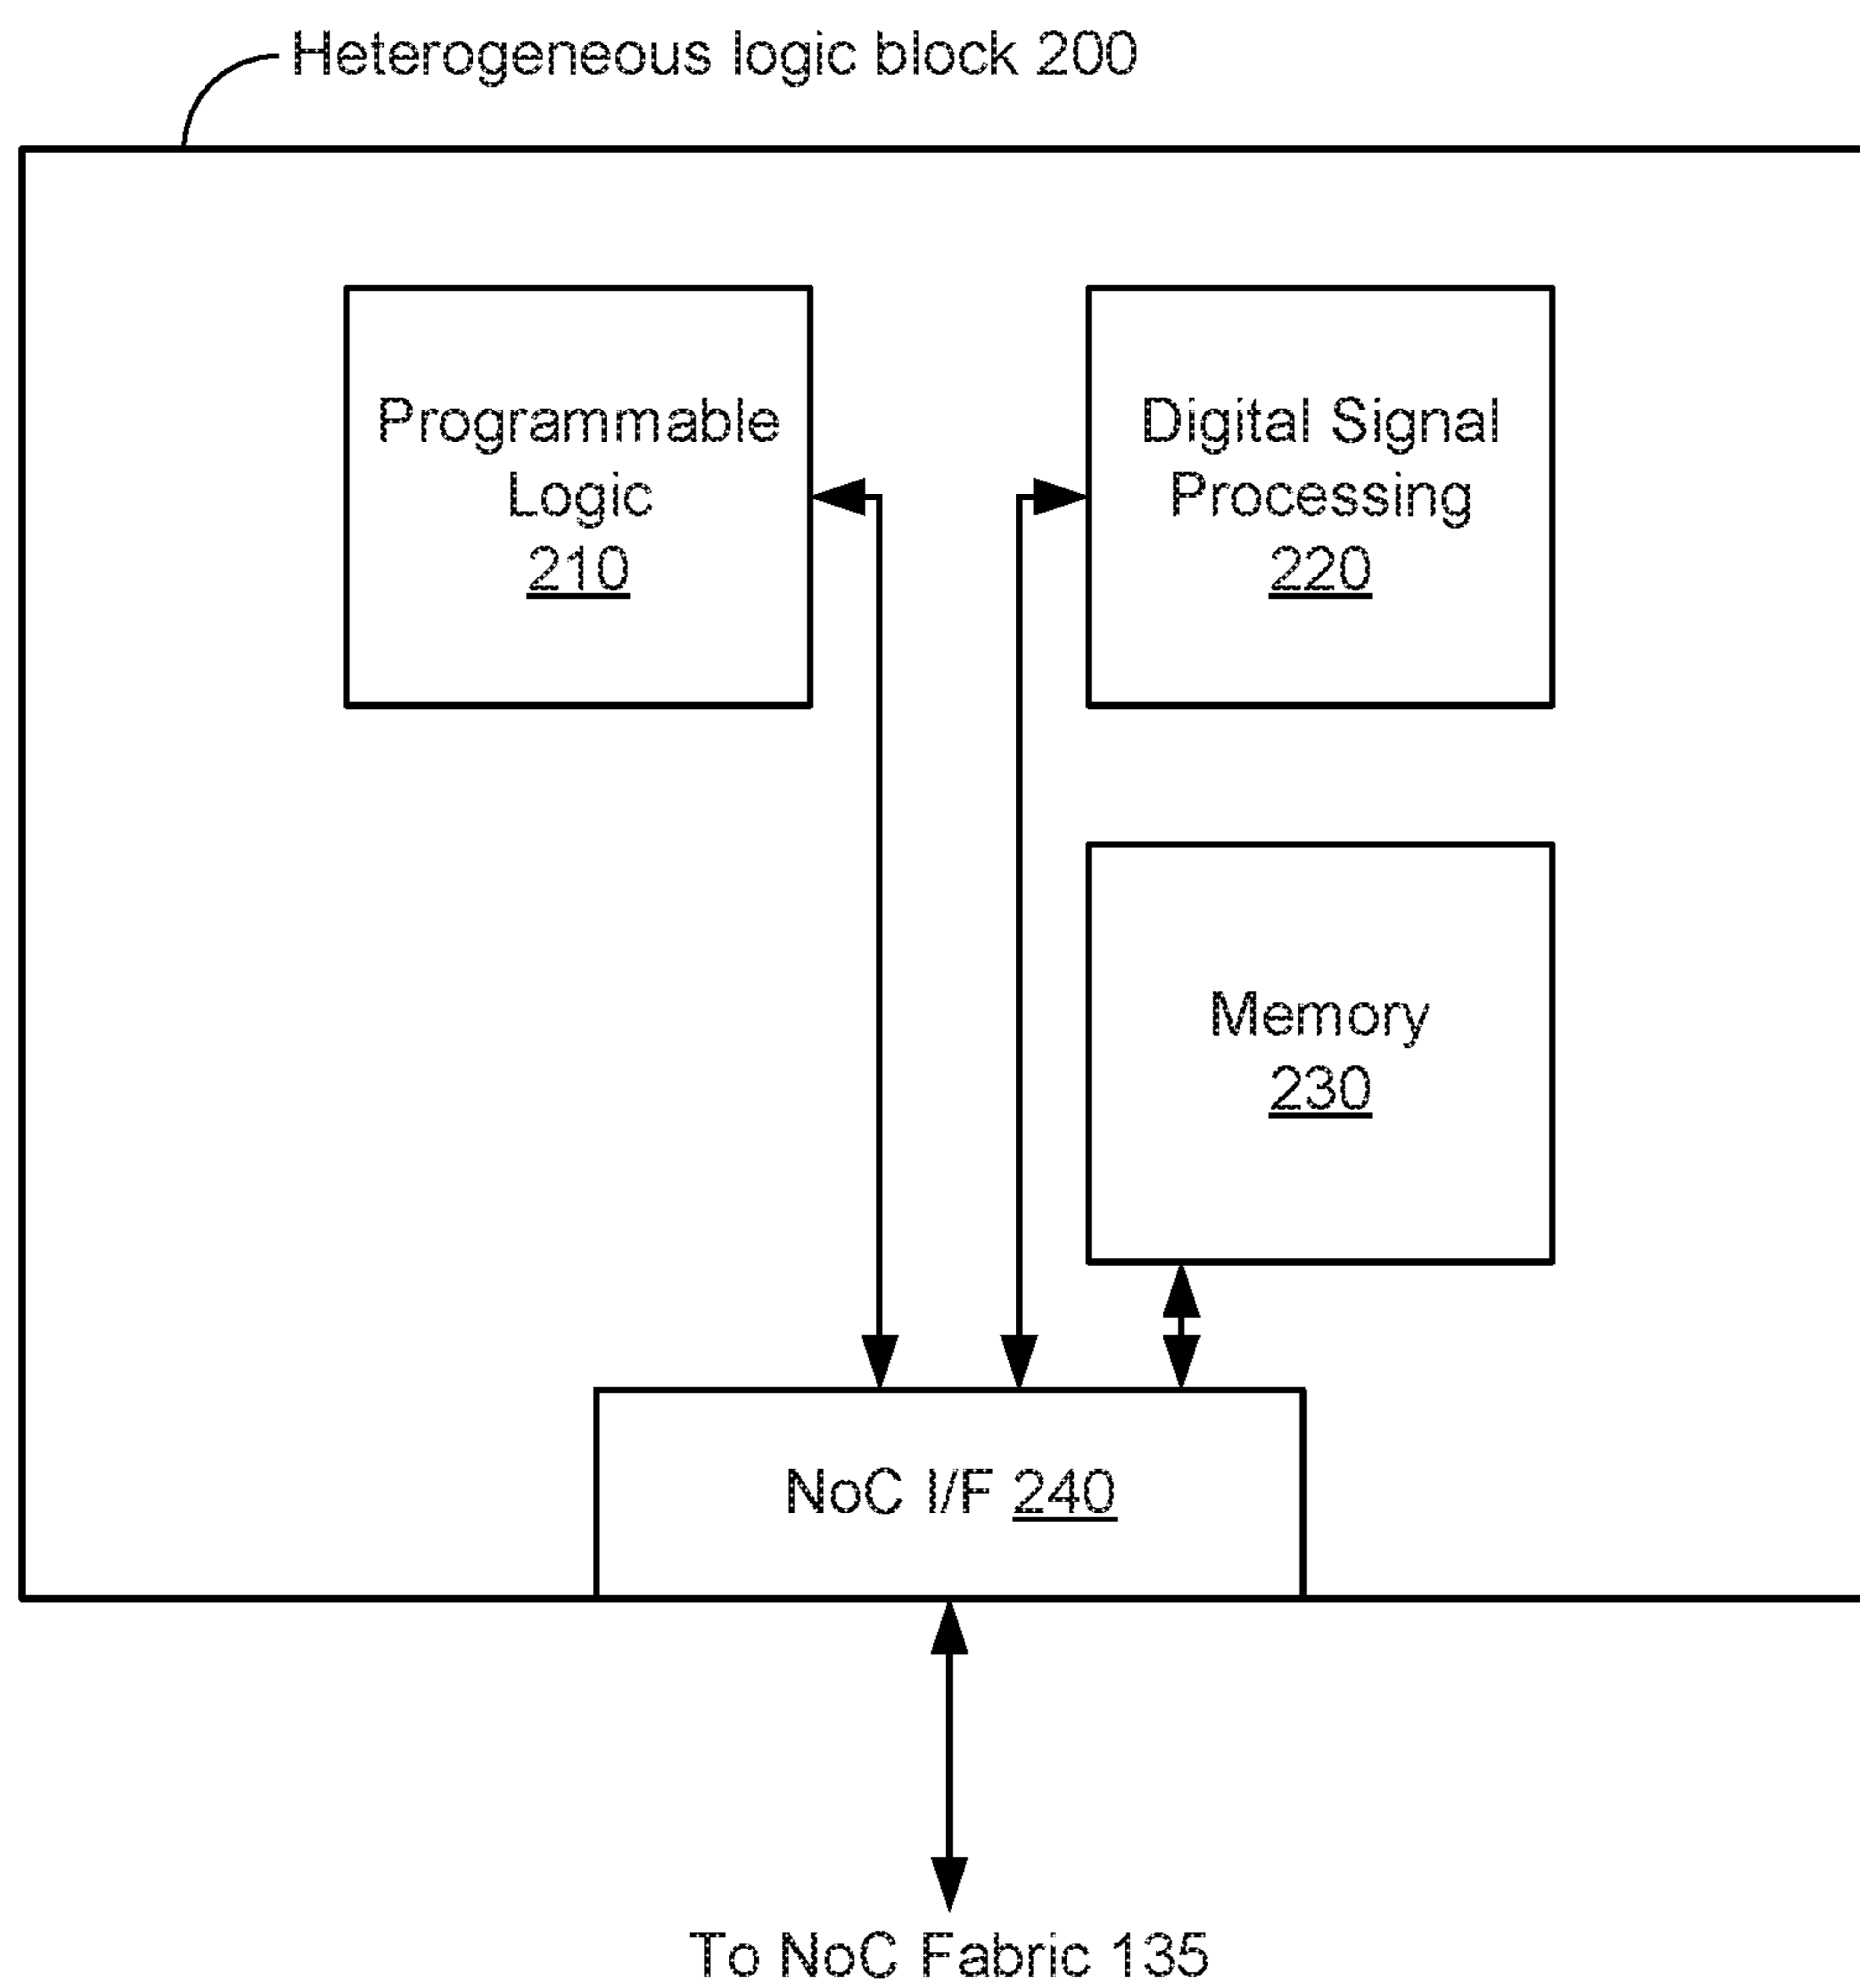 Heterogeneous logic block 200
Programmable
Logic
210
Digital Signal
Processing
220
Memory
230
NoC I/F 240
To NoC Fabric 135